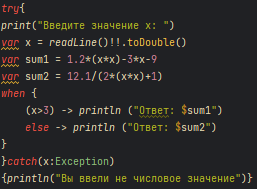 try{
print("Введите значение x: ")
var x = readLine()!!.toDouble()
var sum1 = 1.2*(x*x)-3*x-9
var sum2 = 12.1/(2*(x*x)+1)
when {
(x>3) -> println ("Ответ: $sum1")
else -> println ("Ответ: $sum2")
}
}catch(x:Exception)
{println("Вы ввели не числовое значение")}